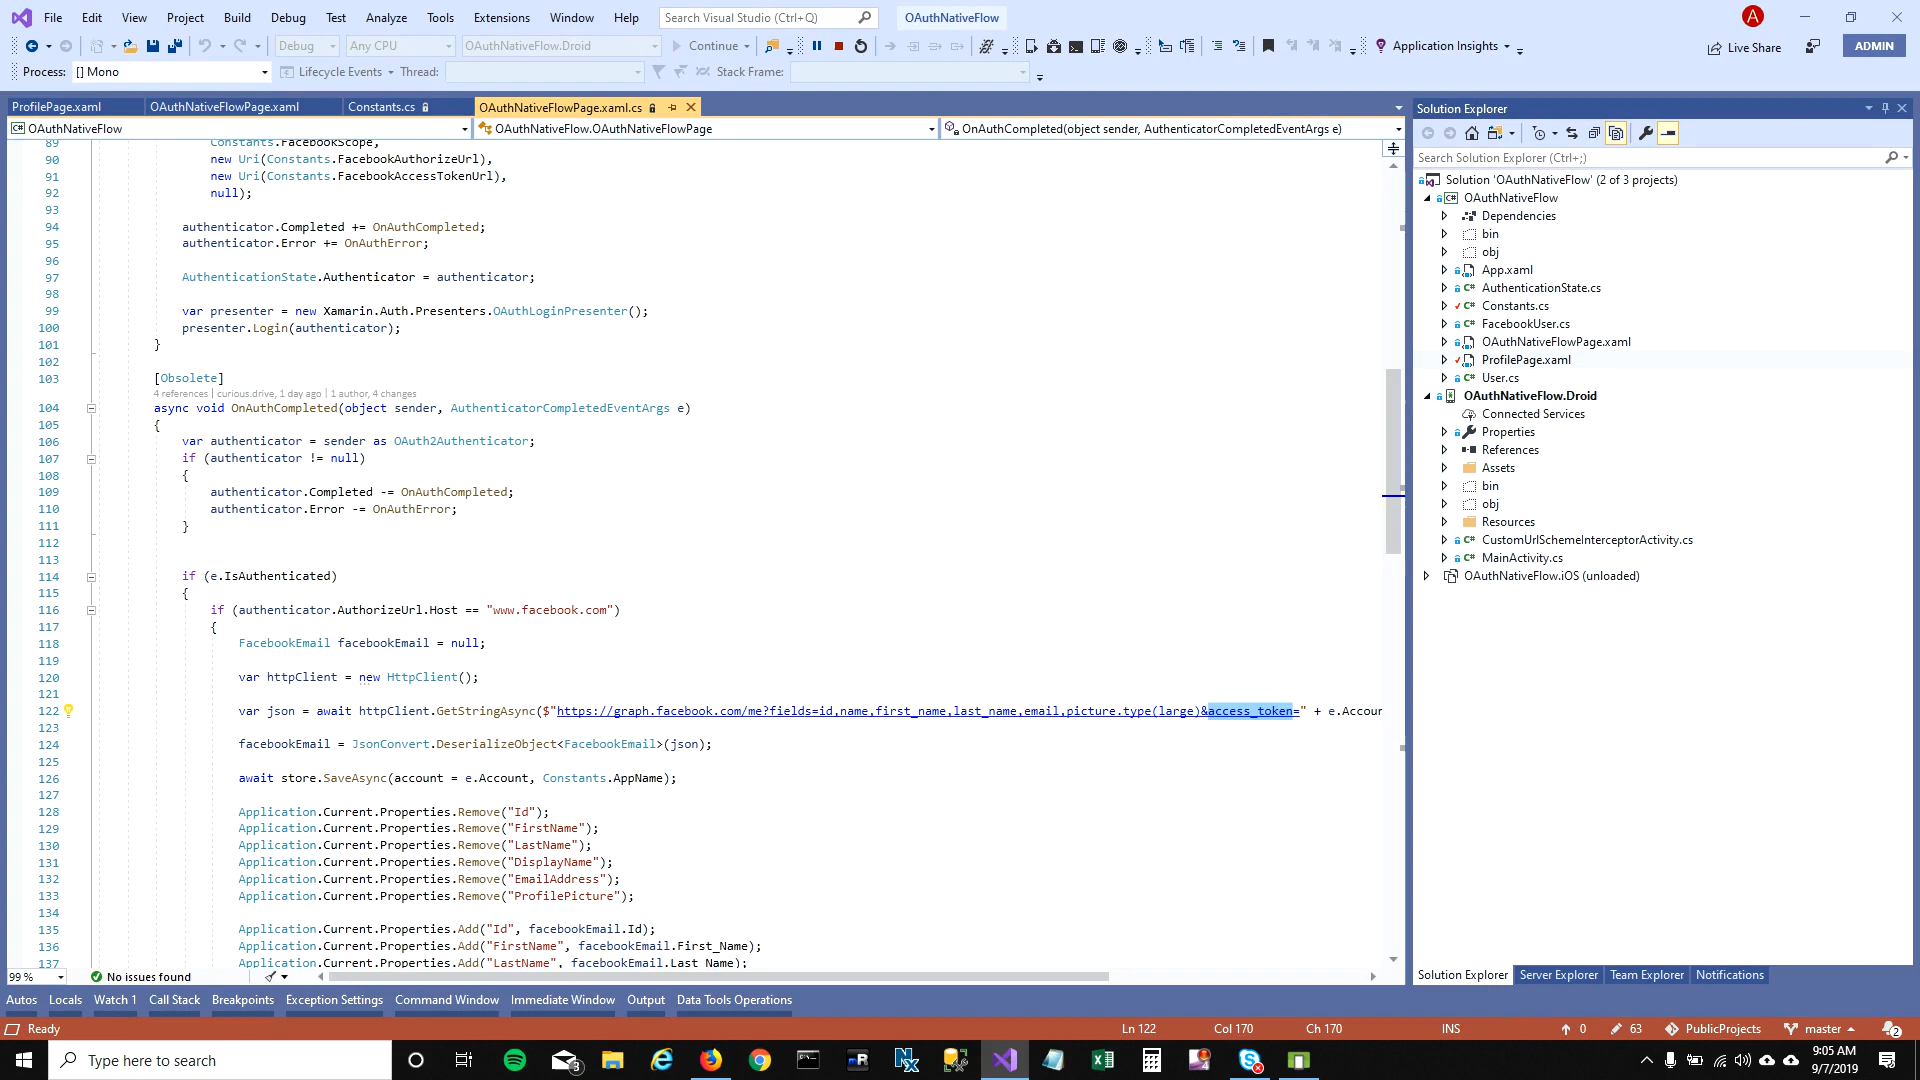 File Edit View Project Build Debug Test Analyze Tools Extensions Window Help Search Visual Studio (Ctrl+Q) OAuthNativeFlow A
Debug Any CPU OAuthNativeFlow.Droid Continue Application Insights Live Share ADMIN
Process: [] Mono Lifecycle Events Thread: Stack Frame:
ProfilePage.xaml OAuthNativeFlowPage.xaml Constants.cs OAuthNativeFlowPage.xaml.cs
OAuthNativeFlow OAuthNativeFlow.OAuthNativeFlowPage OnAuthCompleted(object sender, AuthenticatorCompletedEventArgs e)
89 Constants.FacebookScope,
90 new Uri(Constants.FacebookAuthorizeUrl),
91 new Uri(Constants.FacebookAccessTokenUrl),
92 null);
93
94 authenticator.Completed += OnAuthCompleted;
95 authenticator.Error += OnAuthError;
96
97 AuthenticationState.Authenticator = authenticator;
98
99 var presenter = new Xamarin.Auth.Presenters.OAuthLoginPresenter();
100 presenter.Login(authenticator);
101 }
102
103 [Obsolete]
4 references | curious.drive, 1 day ago | 1 author, 4 changes
104 async void OnAuthCompleted(object sender, AuthenticatorCompletedEventArgs e)
105 {
106 var authenticator = sender as OAuth2Authenticator;
107 if (authenticator != null)
108 {
109 authenticator.Completed -= OnAuthCompleted;
110 authenticator.Error -= OnAuthError;
111 }
112
113
114 if (e.IsAuthenticated)
115 {
116 if (authenticator.AuthorizeUrl.Host == "www.facebook.com")
117 {
118 FacebookEmail facebookEmail = null;
119
120 var httpClient = new HttpClient();
121
122 var json = await httpClient.GetStringAsync($"https://graph.facebook.com/me?fields=id,name,first_name,last_name,email,picture.type(large)&access_token=" + e.Accoun
123
124 facebookEmail = JsonConvert.DeserializeObject<FacebookEmail>(json);
125
126 await store.SaveAsync(account = e.Account, Constants.AppName);
127
128 Application.Current.Properties.Remove("Id");
129 Application.Current.Properties.Remove("FirstName");
130 Application.Current.Properties.Remove("LastName");
131 Application.Current.Properties.Remove("DisplayName");
132 Application.Current.Properties.Remove("EmailAddress");
133 Application.Current.Properties.Remove("ProfilePicture");
134
135 Application.Current.Properties.Add("Id", facebookEmail.Id);
136 Application.Current.Properties.Add("FirstName", facebookEmail.First_Name);
137 Application.Current.Properties.Add("LastName", facebookEmail.Last_Name);
99 % No issues found
Solution Explorer
Search Solution Explorer (Ctrl+;)
Solution 'OAuthNativeFlow' (2 of 3 projects)
OAuthNativeFlow
Dependencies
bin
obj
App.xaml
AuthenticationState.cs
Constants.cs
FacebookUser.cs
OAuthNativeFlowPage.xaml
ProfilePage.xaml
User.cs
OAuthNativeFlow.Droid
Connected Services
Properties
References
Assets
bin
obj
Resources
CustomUrlSchemeInterceptorActivity.cs
MainActivity.cs
OAuthNativeFlow.iOS (unloaded)
Solution Explorer Server Explorer Team Explorer Notifications
Autos Locals Watch 1 Call Stack Breakpoints Exception Settings Command Window Immediate Window Output Data Tools Operations
Ready Ln 122 Col 170 Ch 170 INS 0 63 PublicProjects master 2
Type here to search 3 9:05 AM
9/7/2019